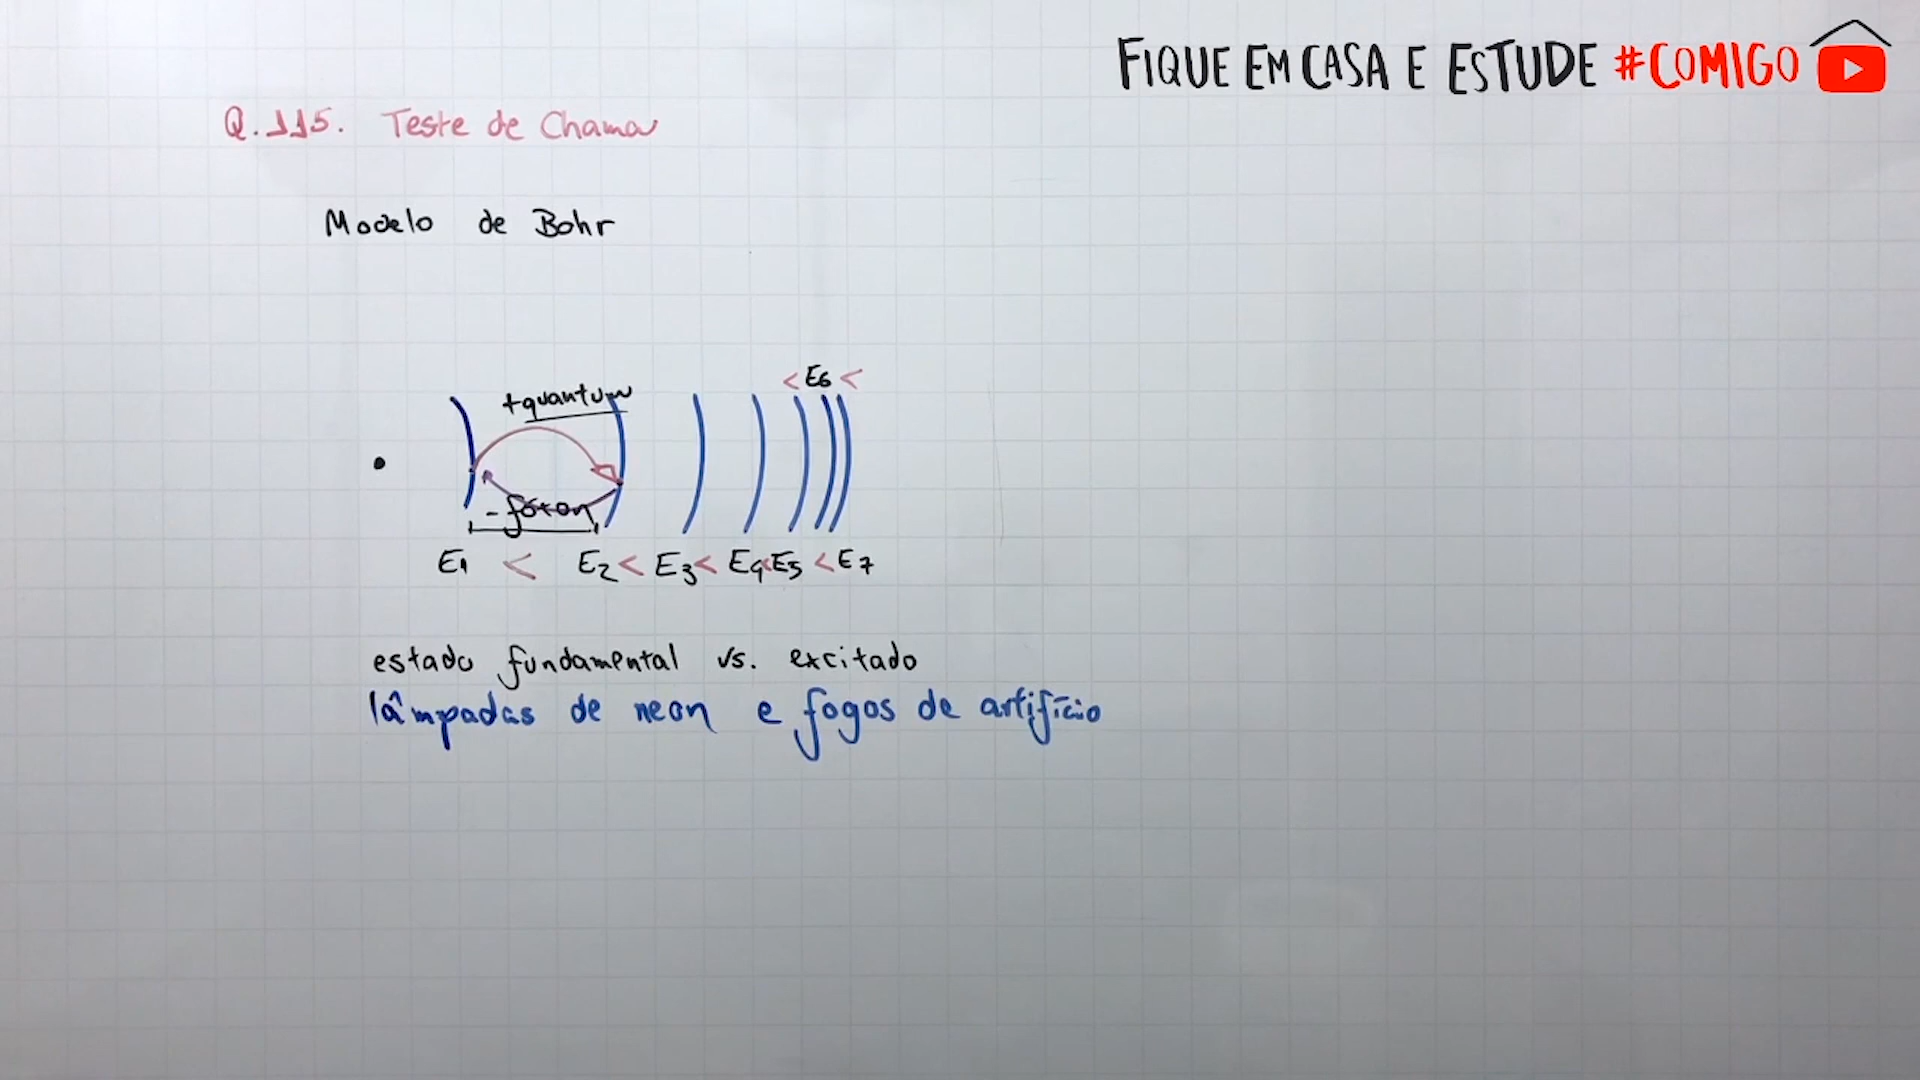 FIQUE EM CASA E ESTUDE #COMIGO
Q.115. Teste de Chama
Modelo de Bohr
< E6 <
+quantum
- fóton
E1 < E2 < E3 < E4 < E5 < E7
estado fundamental vs. excitado
lâmpadas de neon e fogos de artifício